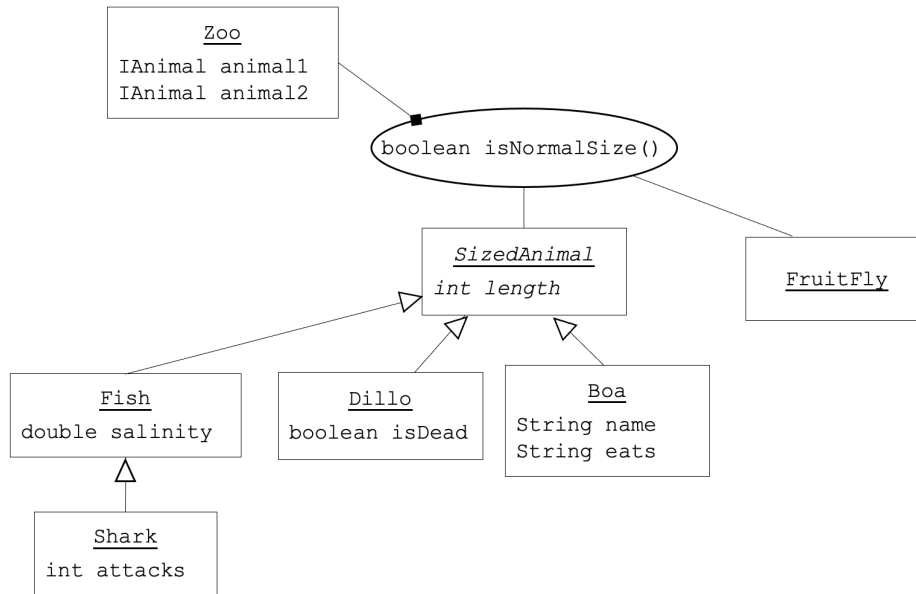 Zoo
IAnimal animal1
IAnimal animal2
boolean isNormalSize()
SizedAnimal
int length
FruitFly
Fish
double salinity
Dillo
boolean isDead
Boa
String name
String eats
Shark
int attacks